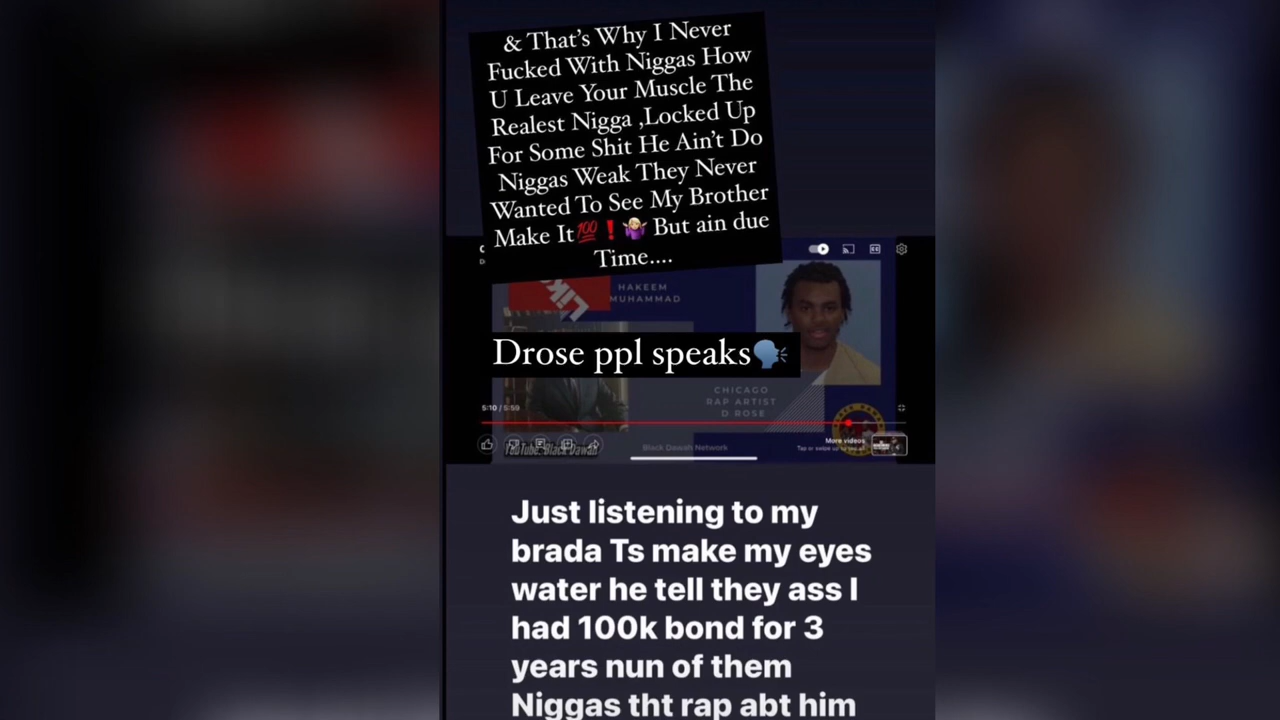 & That's Why I Never
Fucked With Niggas How
U Leave Your Muscle The
Realest Nigga ,Locked Up
For Some Shit He Ain't Do
Niggas Weak They Never
Wanted To See My Brother
Make It💯❗🤷🏼‍♀️ But ain due
Time....
HAKEEM
MUHAMMAD
Drose ppl speaks🗣️
CHICAGO
RAP ARTIST
D ROSE
5:10 / 5:59
More videos
YouTube: Black Dawah
Black Dawah Network
Just listening to my
brada Ts make my eyes
water he tell they ass I
had 100k bond for 3
years nun of them
Niggas tht rap abt him